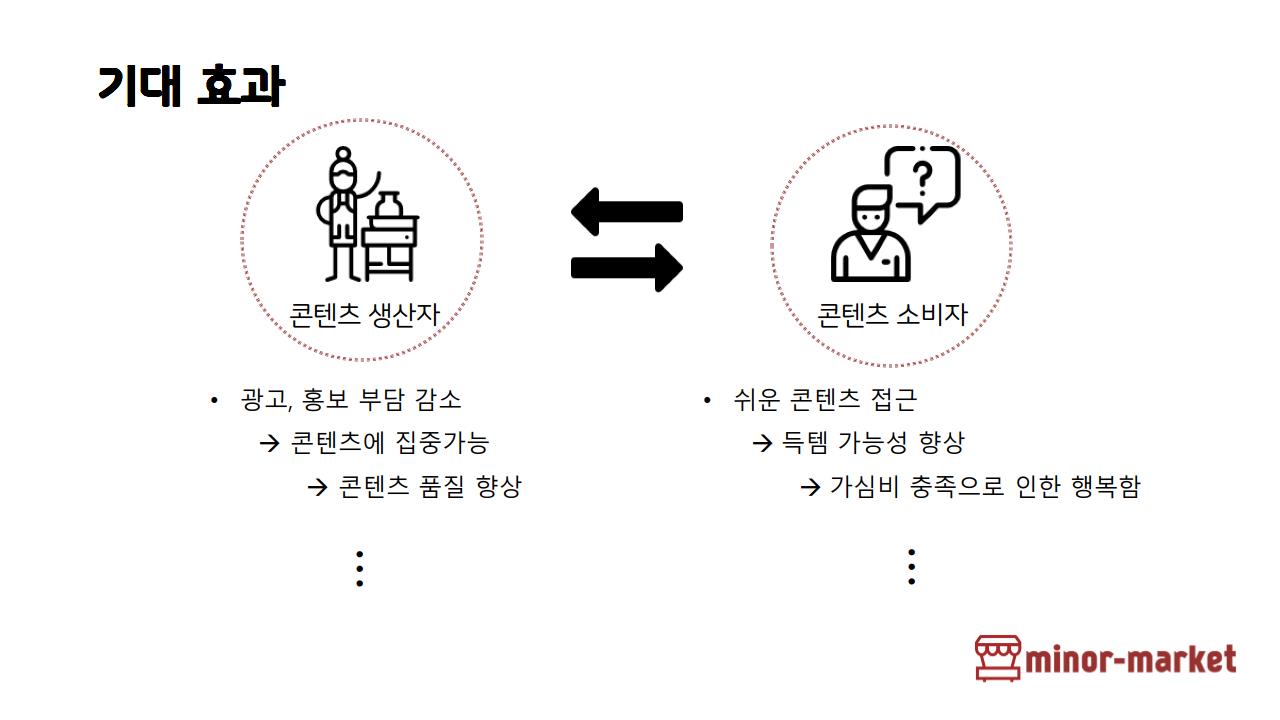 기대 효과
콘텐츠 생산자
• 광고, 홍보 부담 감소
→ 콘텐츠에 집중가능
→ 콘텐츠 품질 향상
⋮
?
콘텐츠 소비자
• 쉬운 콘텐츠 접근
→ 득템 가능성 향상
→ 가심비 충족으로 인한 행복함
⋮
minor-market